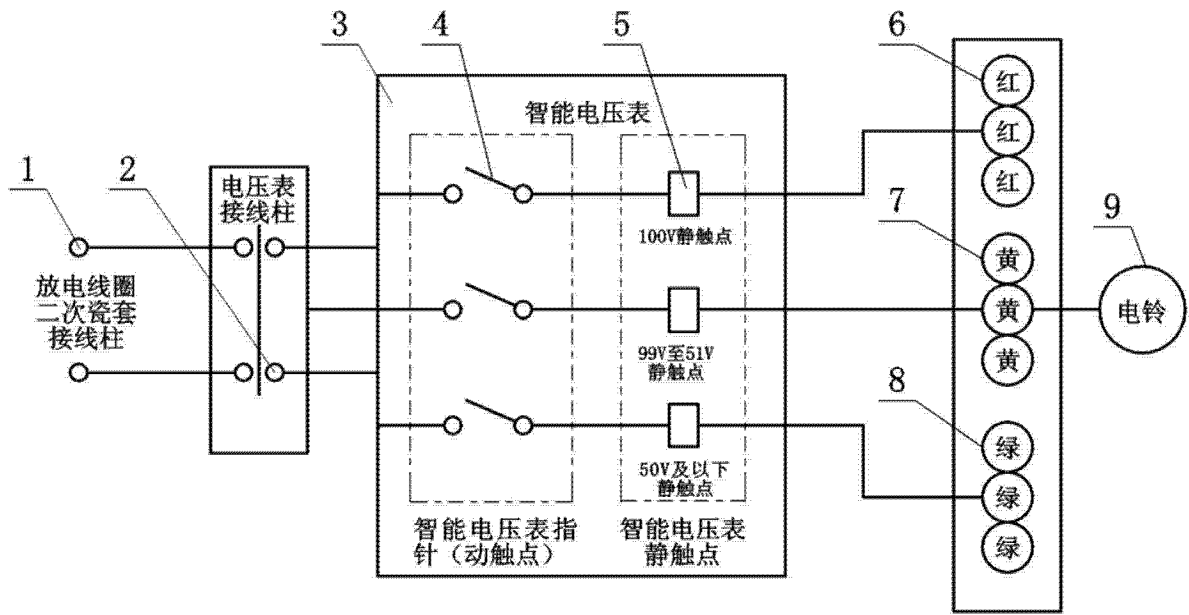 1
2
3
4
5
6
7
8
9
放电线圈
二次瓷套
接线柱
电压表
接线柱
智能电压表
100V静触点
99V至51V
静触点
50V及以下
静触点
智能电压表指
针（动触点）
智能电压表
静触点
红
红
红
黄
黄
黄
绿
绿
绿
电铃